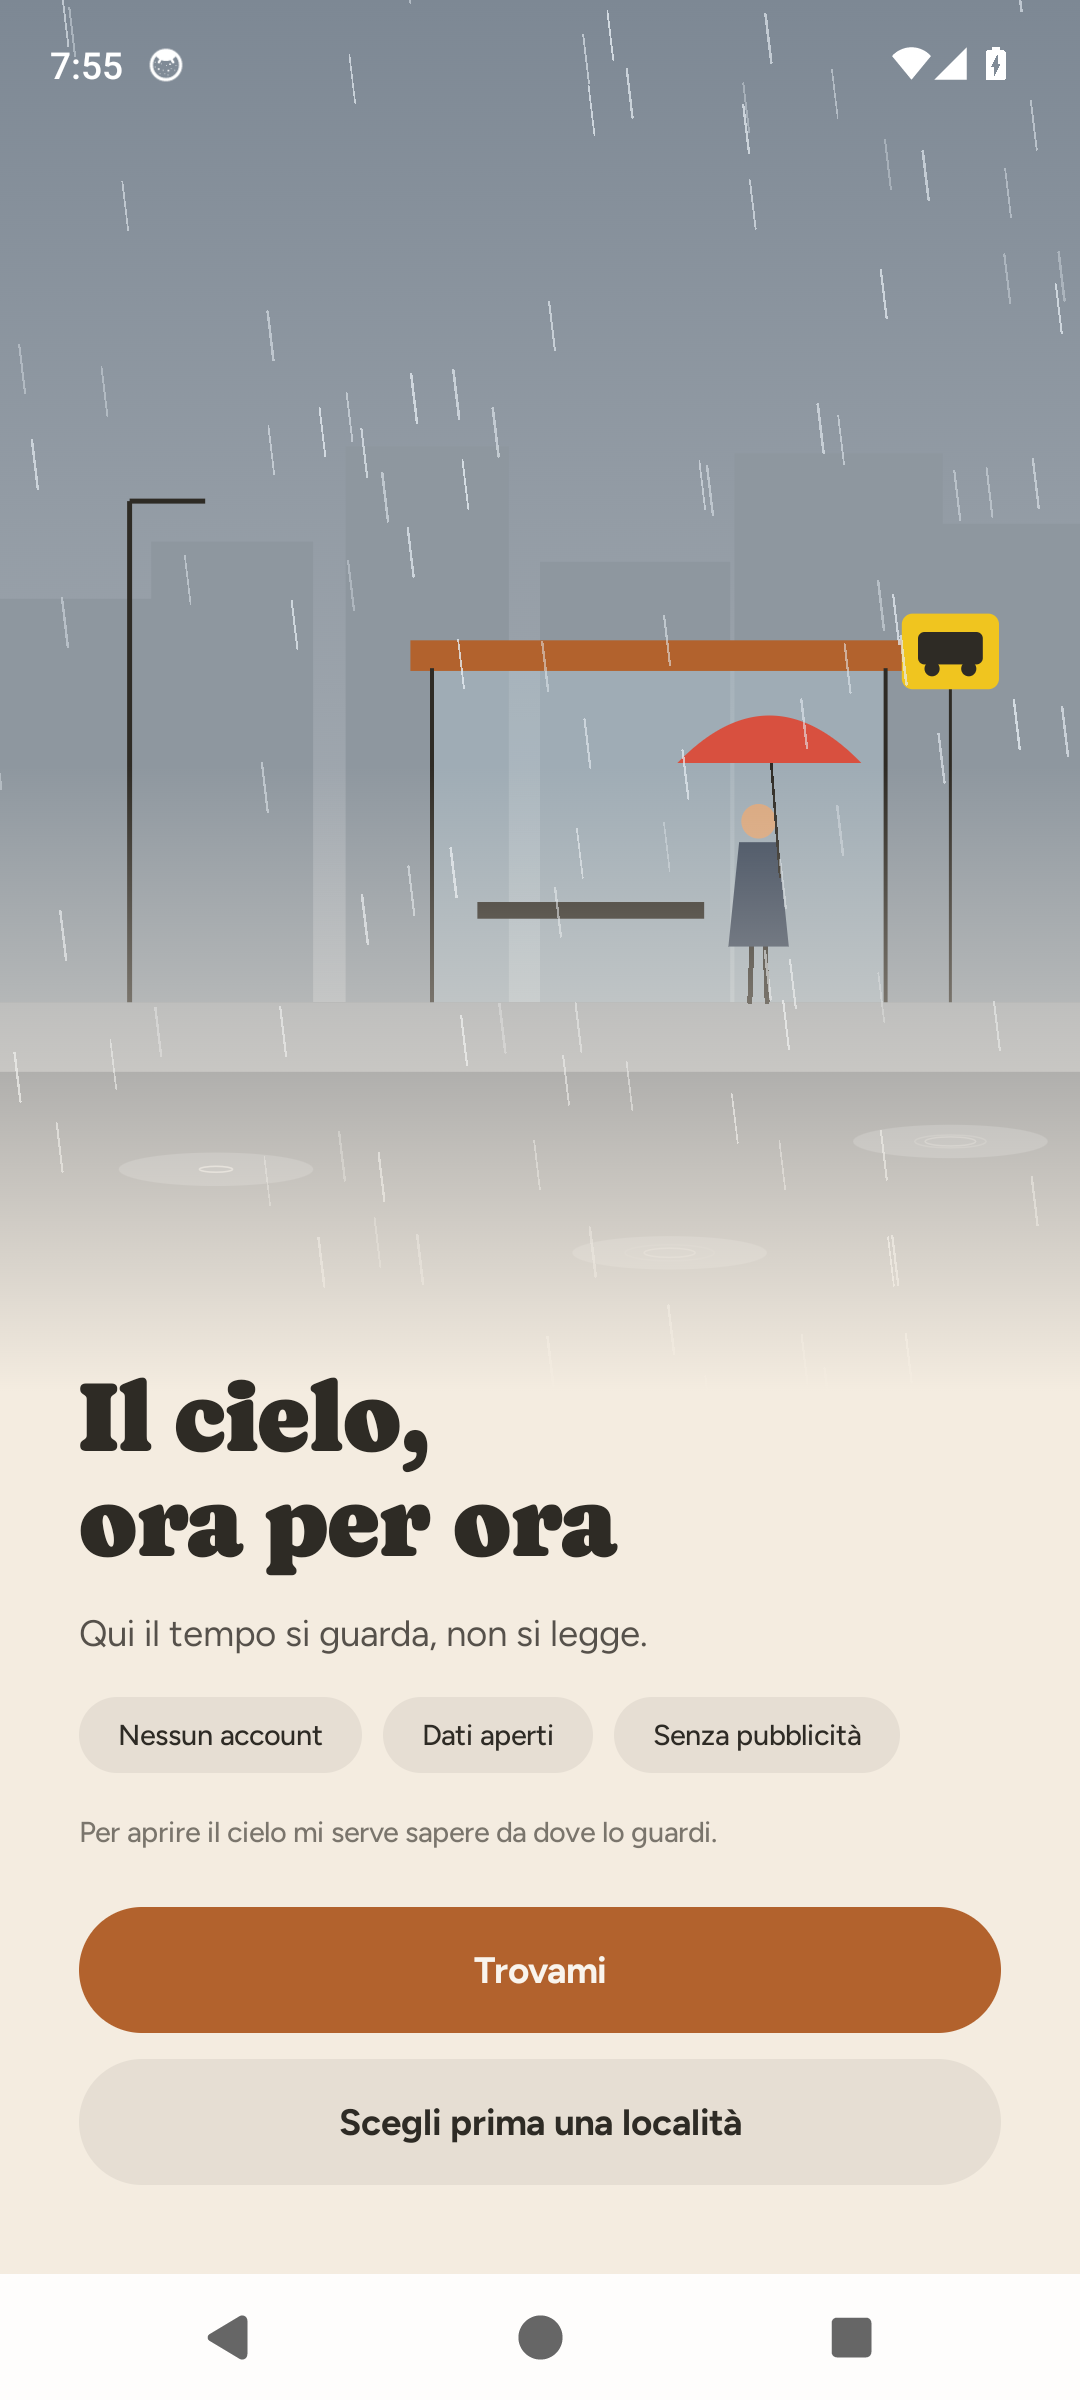 7:55
Il cielo,
ora per ora
Qui il tempo si guarda, non si legge.
Nessun account
Dati aperti
Senza pubblicità
Per aprire il cielo mi serve sapere da dove lo guardi.
Trovami
Scegli prima una località